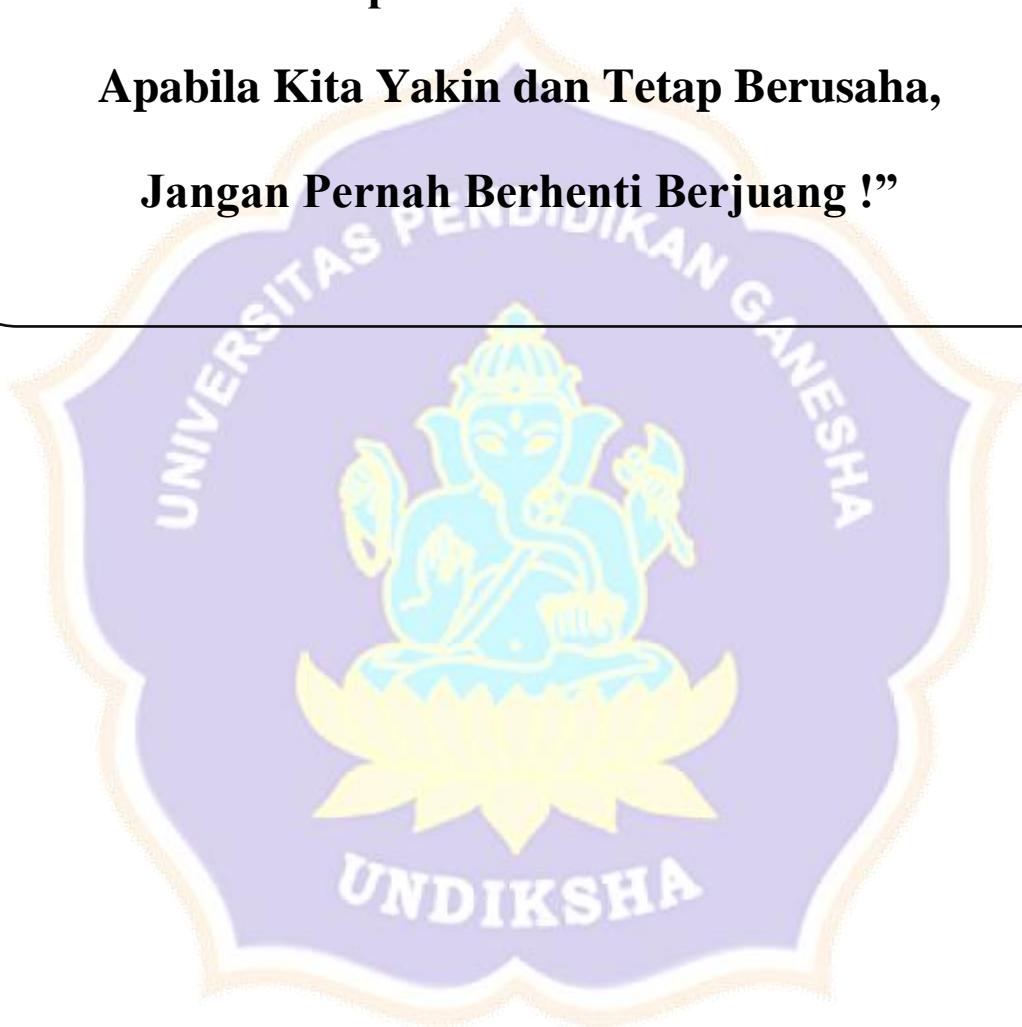 Apabila Kita Yakin dan Tetap Berusaha,
Jangan Pernah Berhenti Berjuang !”
UNIVERSITAS PENDIDIKAN GANESHA
UNDIKSHA